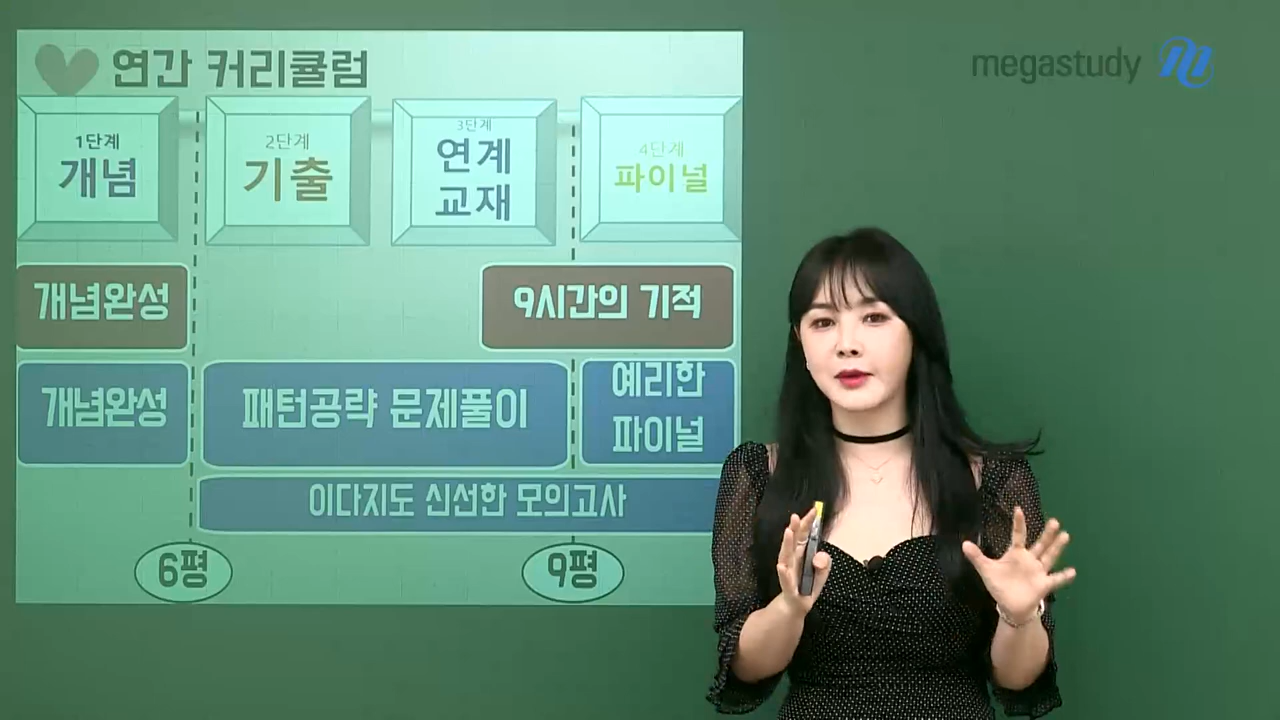 연간 커리큘럼
megastudy
1단계
개념
2단계
기출
3단계
연계
교재
4단계
파이널
개념완성
9시간의 기적
개념완성
패턴공략 문제풀이
예리한
파이널
이다지도 신선한 모의고사
6평
9평